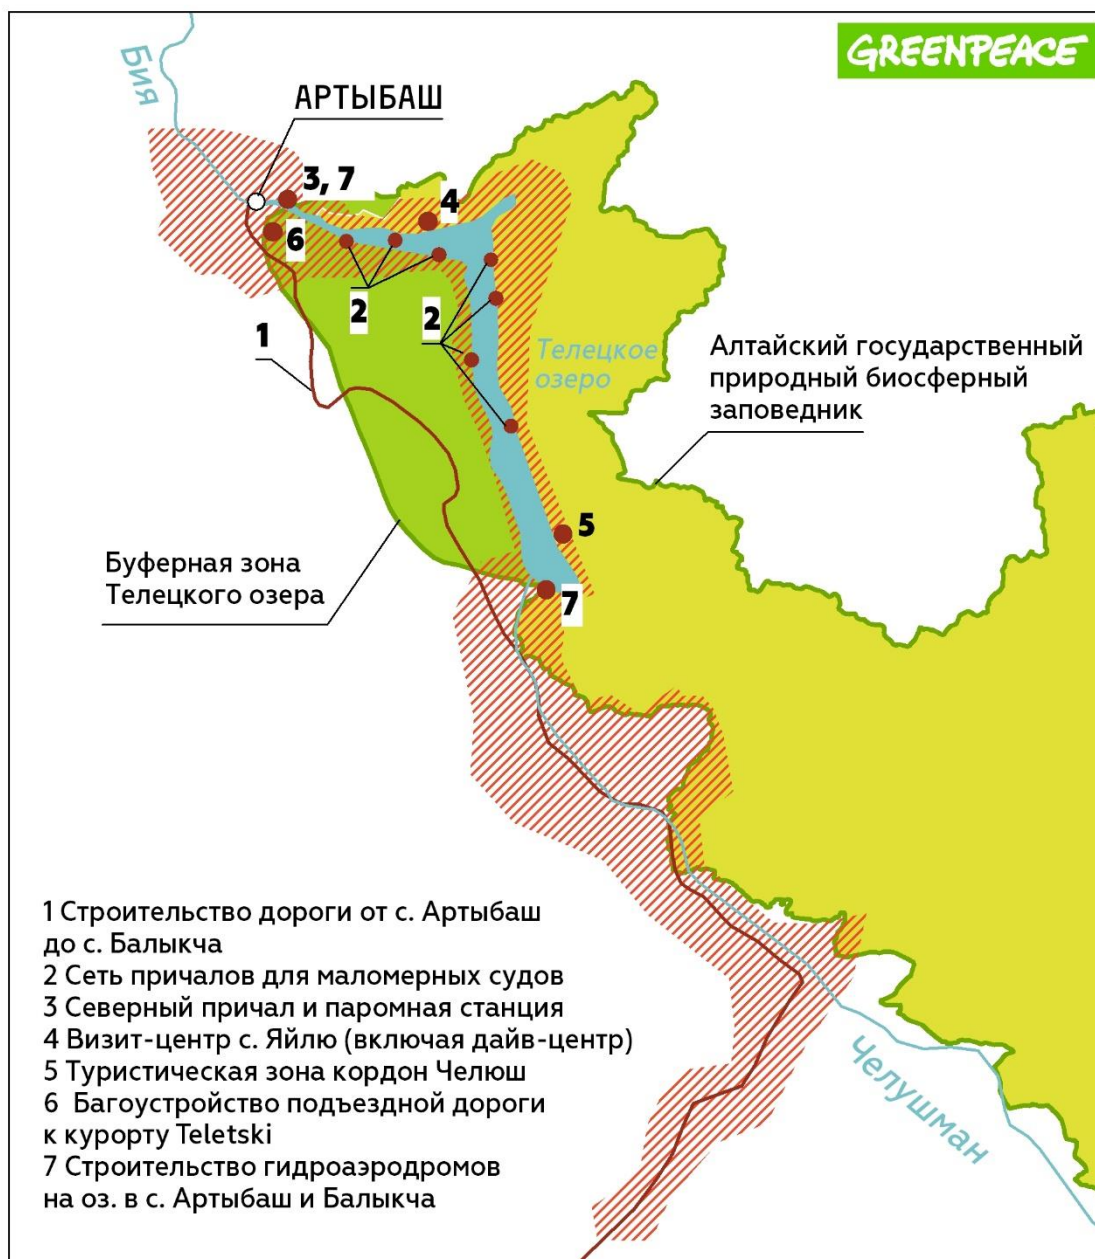 GREENPEACE
Бия
АРТЫБАШ
3, 7
4
6
2
2
1
Телецкое
озеро
Алтайский государственный
природный биосферный
заповедник
5
Буферная зона
Телецкого озера
7
1 Строительство дороги от с. Артыбаш
до с. Балыкча
2 Сеть причалов для маломерных судов
3 Северный причал и паромная станция
4 Визит-центр с. Яйлю (включая дайв-центр)
5 Туристическая зона кордон Челюш
6 Багоустройство подъездной дороги
к курорту Teletski
7 Строительство гидроаэродромов
на оз. в с. Артыбаш и Балыкча
Челушман